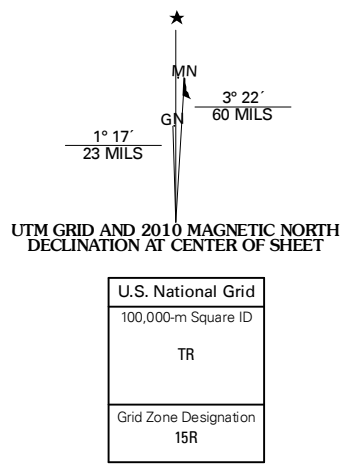 MN
3° 22´
60 MILS
GN
1° 17´
23 MILS
UTM GRID AND 2010 MAGNETIC NORTH
DECLINATION AT CENTER OF SHEET
U.S. National Grid
100,000-m Square ID
TR
Grid Zone Designation
15R